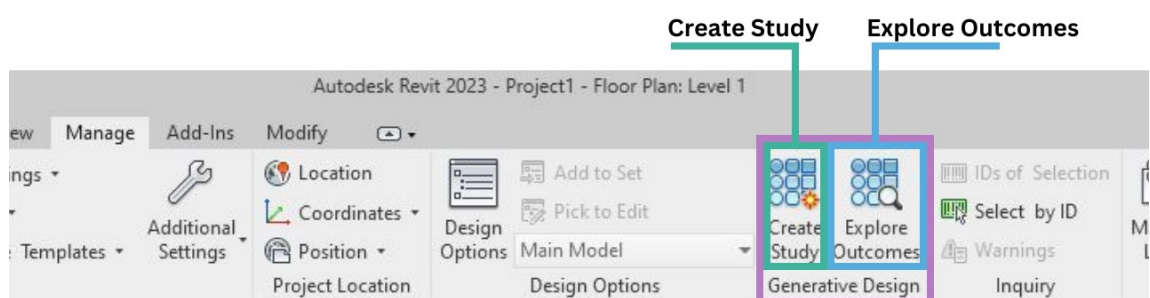 Create Study Explore Outcomes
Autodesk Revit 2023 - Project1 - Floor Plan: Level 1
ew Manage Add-Ins Modify
ings
Additional
Settings
Templates
Location
Coordinates
Position
Project Location
Design
Options
Add to Set
Pick to Edit
Main Model
Design Options
Create
Study
Explore
Outcomes
Generative Design
IDs of Selection
Select by ID
Warnings
Inquiry
M
L